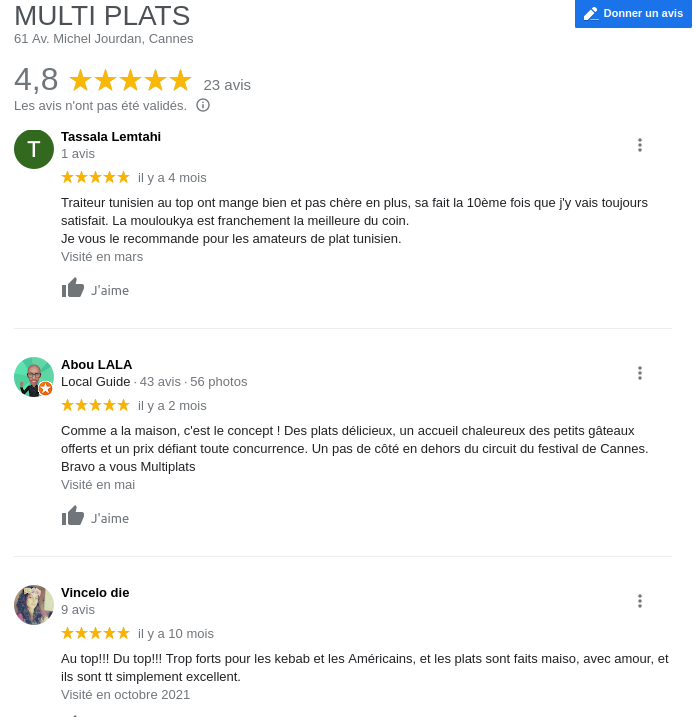 MULTI PLATS
Donner un avis
61 Av. Michel Jourdan, Cannes
4,8 23 avis
Les avis n'ont pas été validés.
T
Tassala Lemtahi
1 avis
il y a 4 mois
Traiteur tunisien au top ont mange bien et pas chère en plus, sa fait la 10ème fois que j'y vais toujours
satisfait. La mouloukya est franchement la meilleure du coin.
Je vous le recommande pour les amateurs de plat tunisien.
Visité en mars
J'aime
Abou LALA
Local Guide · 43 avis · 56 photos
il y a 2 mois
Comme a la maison, c'est le concept ! Des plats délicieux, un accueil chaleureux des petits gâteaux
offerts et un prix défiant toute concurrence. Un pas de côté en dehors du circuit du festival de Cannes.
Bravo a vous Multiplats
Visité en mai
J'aime
Vincelo die
9 avis
il y a 10 mois
Au top!!! Du top!!! Trop forts pour les kebab et les Américains, et les plats sont faits maiso, avec amour, et
ils sont tt simplement excellent.
Visité en octobre 2021